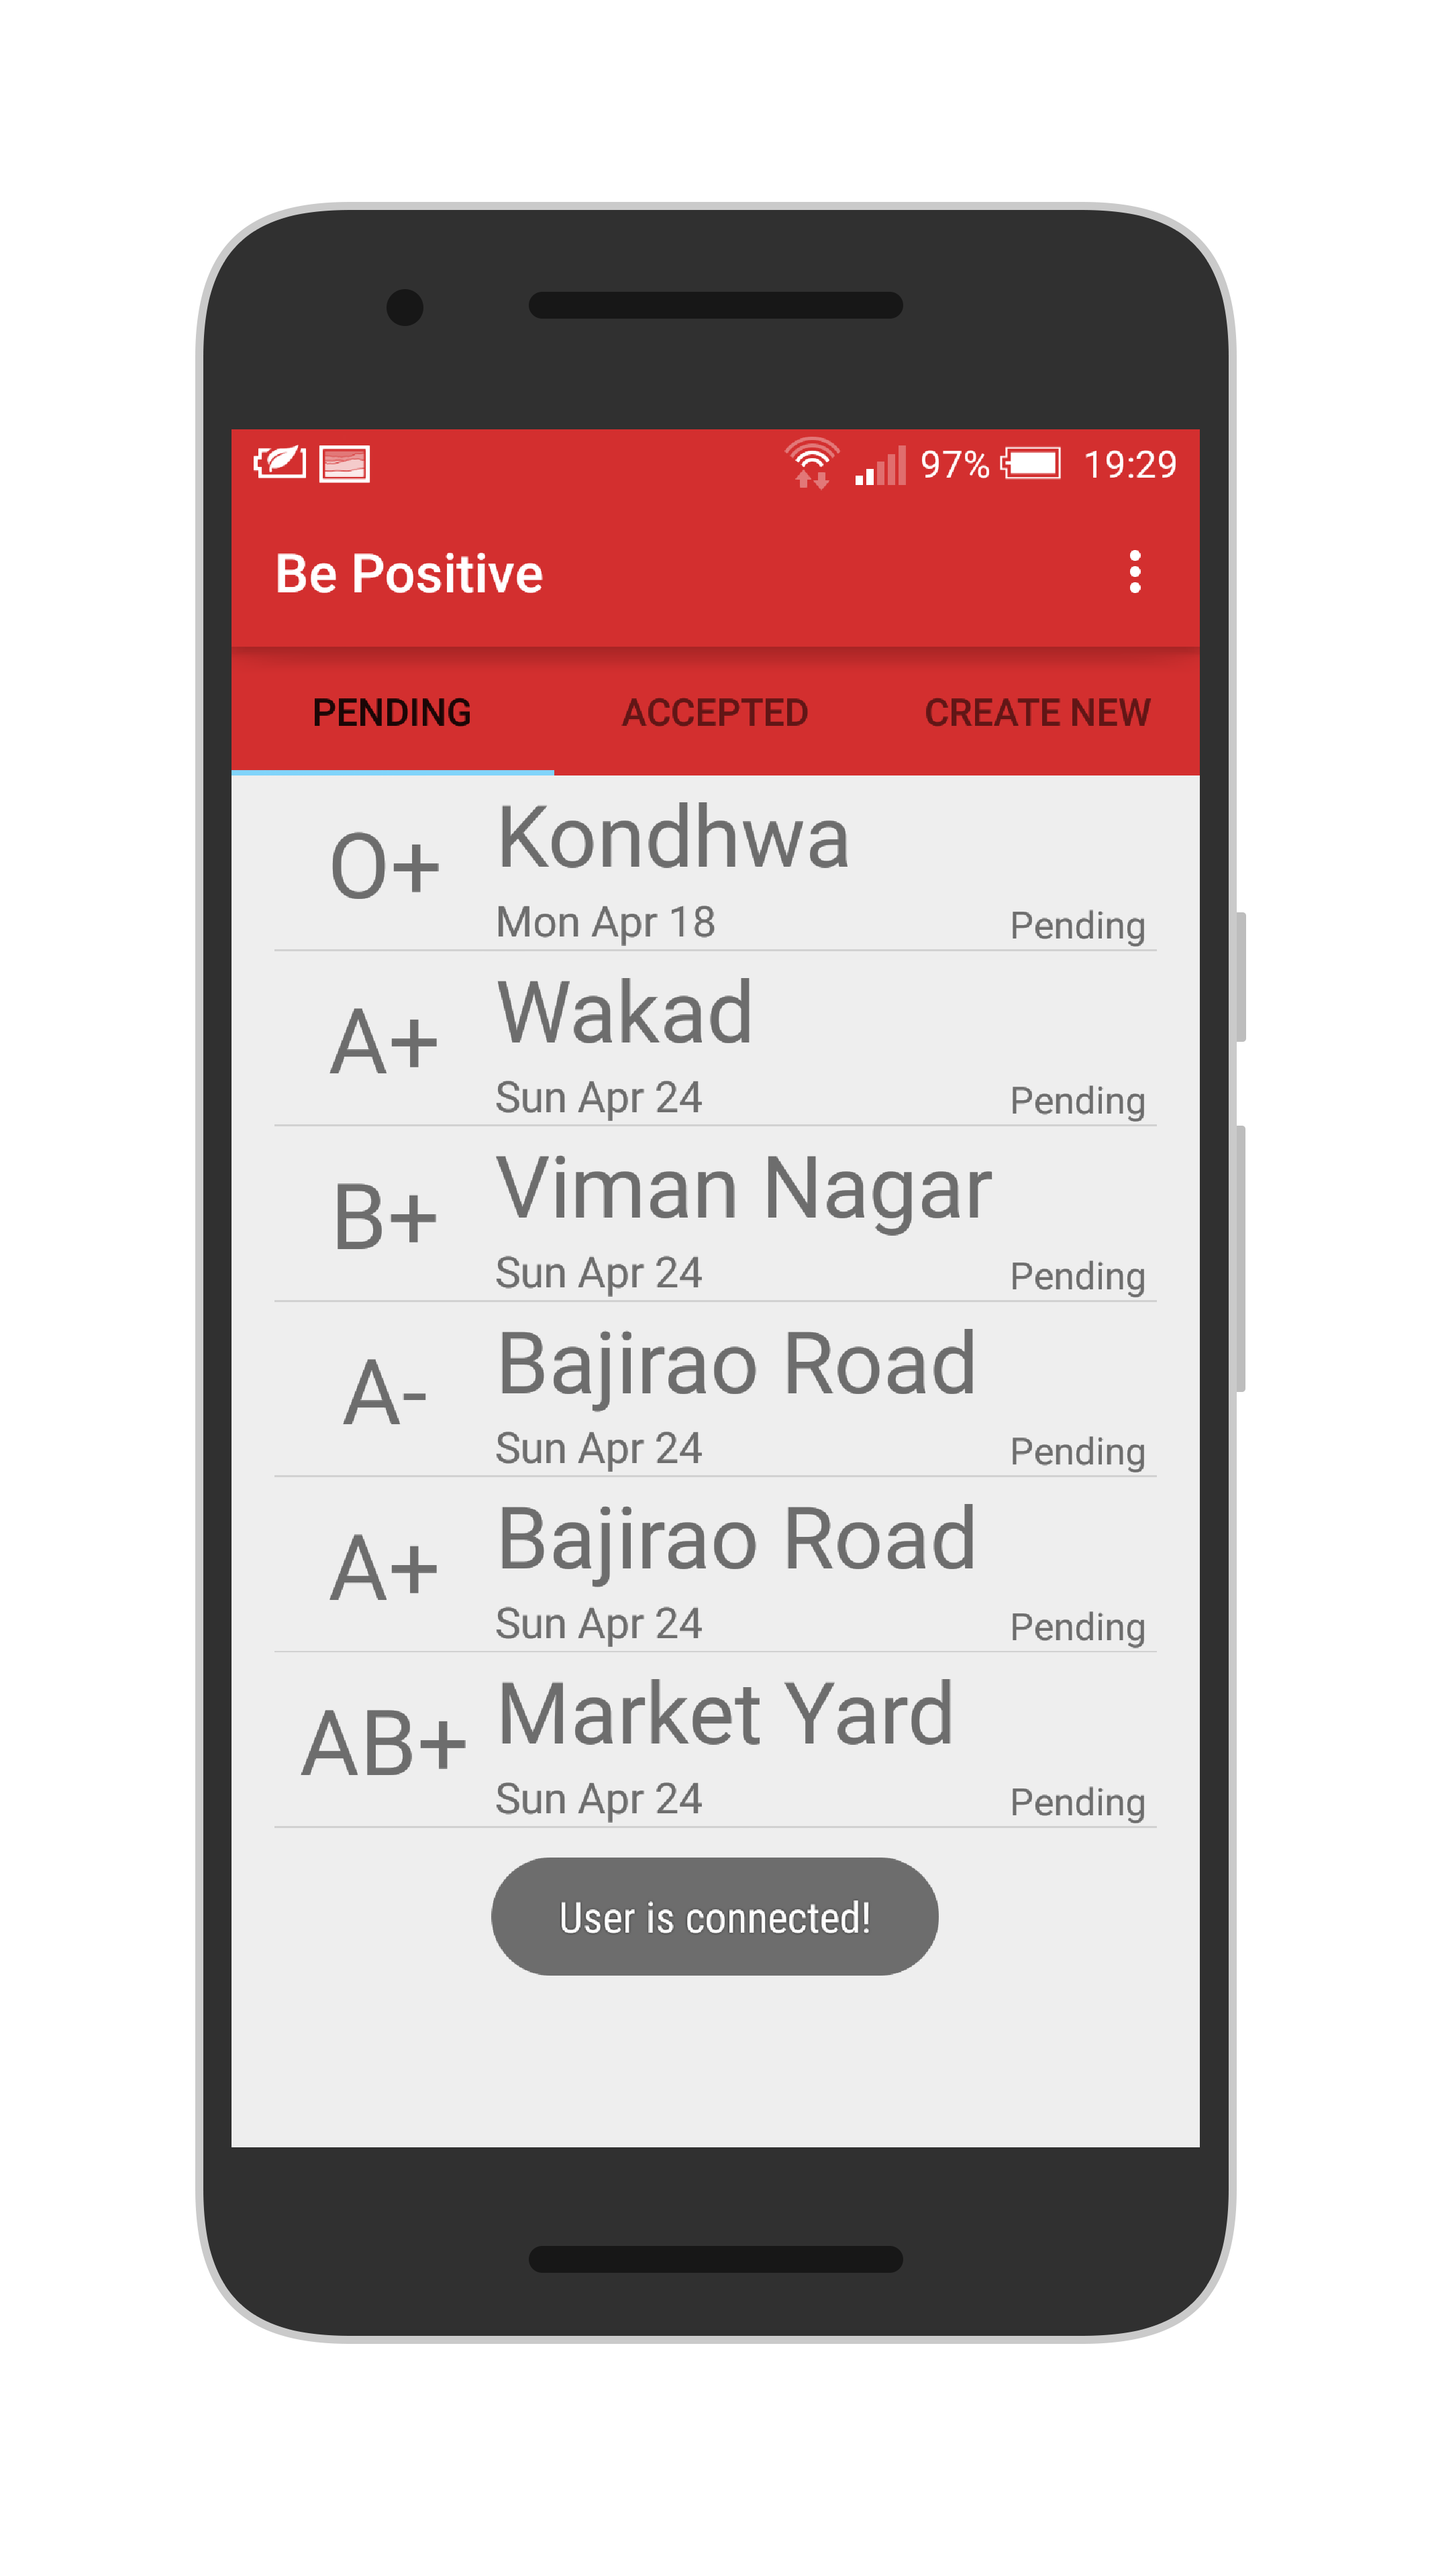 97% 19:29
Be Positive
PENDING ACCEPTED CREATE NEW
O+ Kondhwa
Mon Apr 18 Pending
A+ Wakad
Sun Apr 24 Pending
B+ Viman Nagar
Sun Apr 24 Pending
A- Bajirao Road
Sun Apr 24 Pending
A+ Bajirao Road
Sun Apr 24 Pending
AB+ Market Yard
Sun Apr 24 Pending
User is connected!